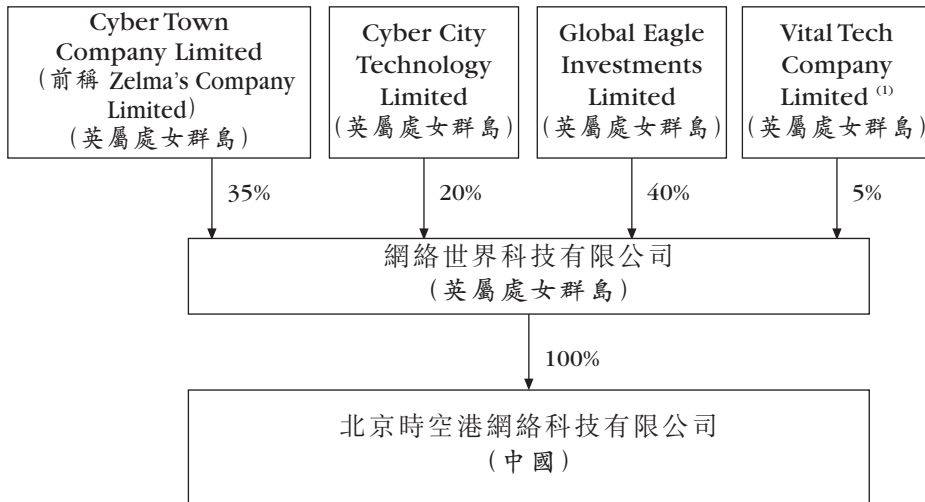 Cyber Town
Company Limited
(前稱 Zelma's Company
Limited)
(英屬處女群島)
Cyber City
Technology
Limited
(英屬處女群島)
Global Eagle
Investments
Limited
(英屬處女群島)
Vital Tech
Company
Limited (1)
(英屬處女群島)
35%
20%
40%
5%
網絡世界科技有限公司
(英屬處女群島)
100%
北京時空港網絡科技有限公司
(中國)